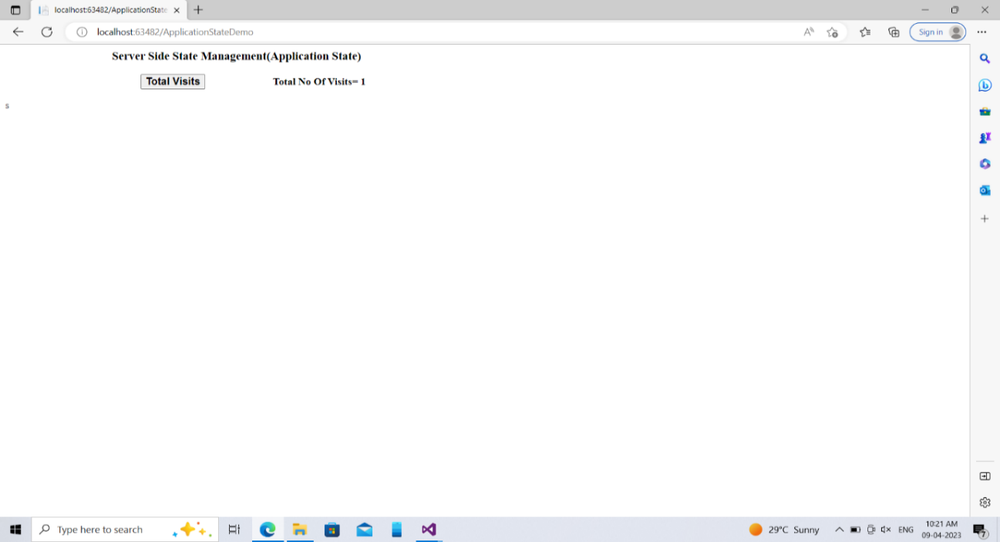 localhost:63482/ApplicationState
localhost:63482/ApplicationStateDemo
Sign in
Server Side State Management(Application State)
Total Visits
Total No Of Visits= 1
s
Type here to search
29°C Sunny
ENG
10:21 AM
09-04-2023
7